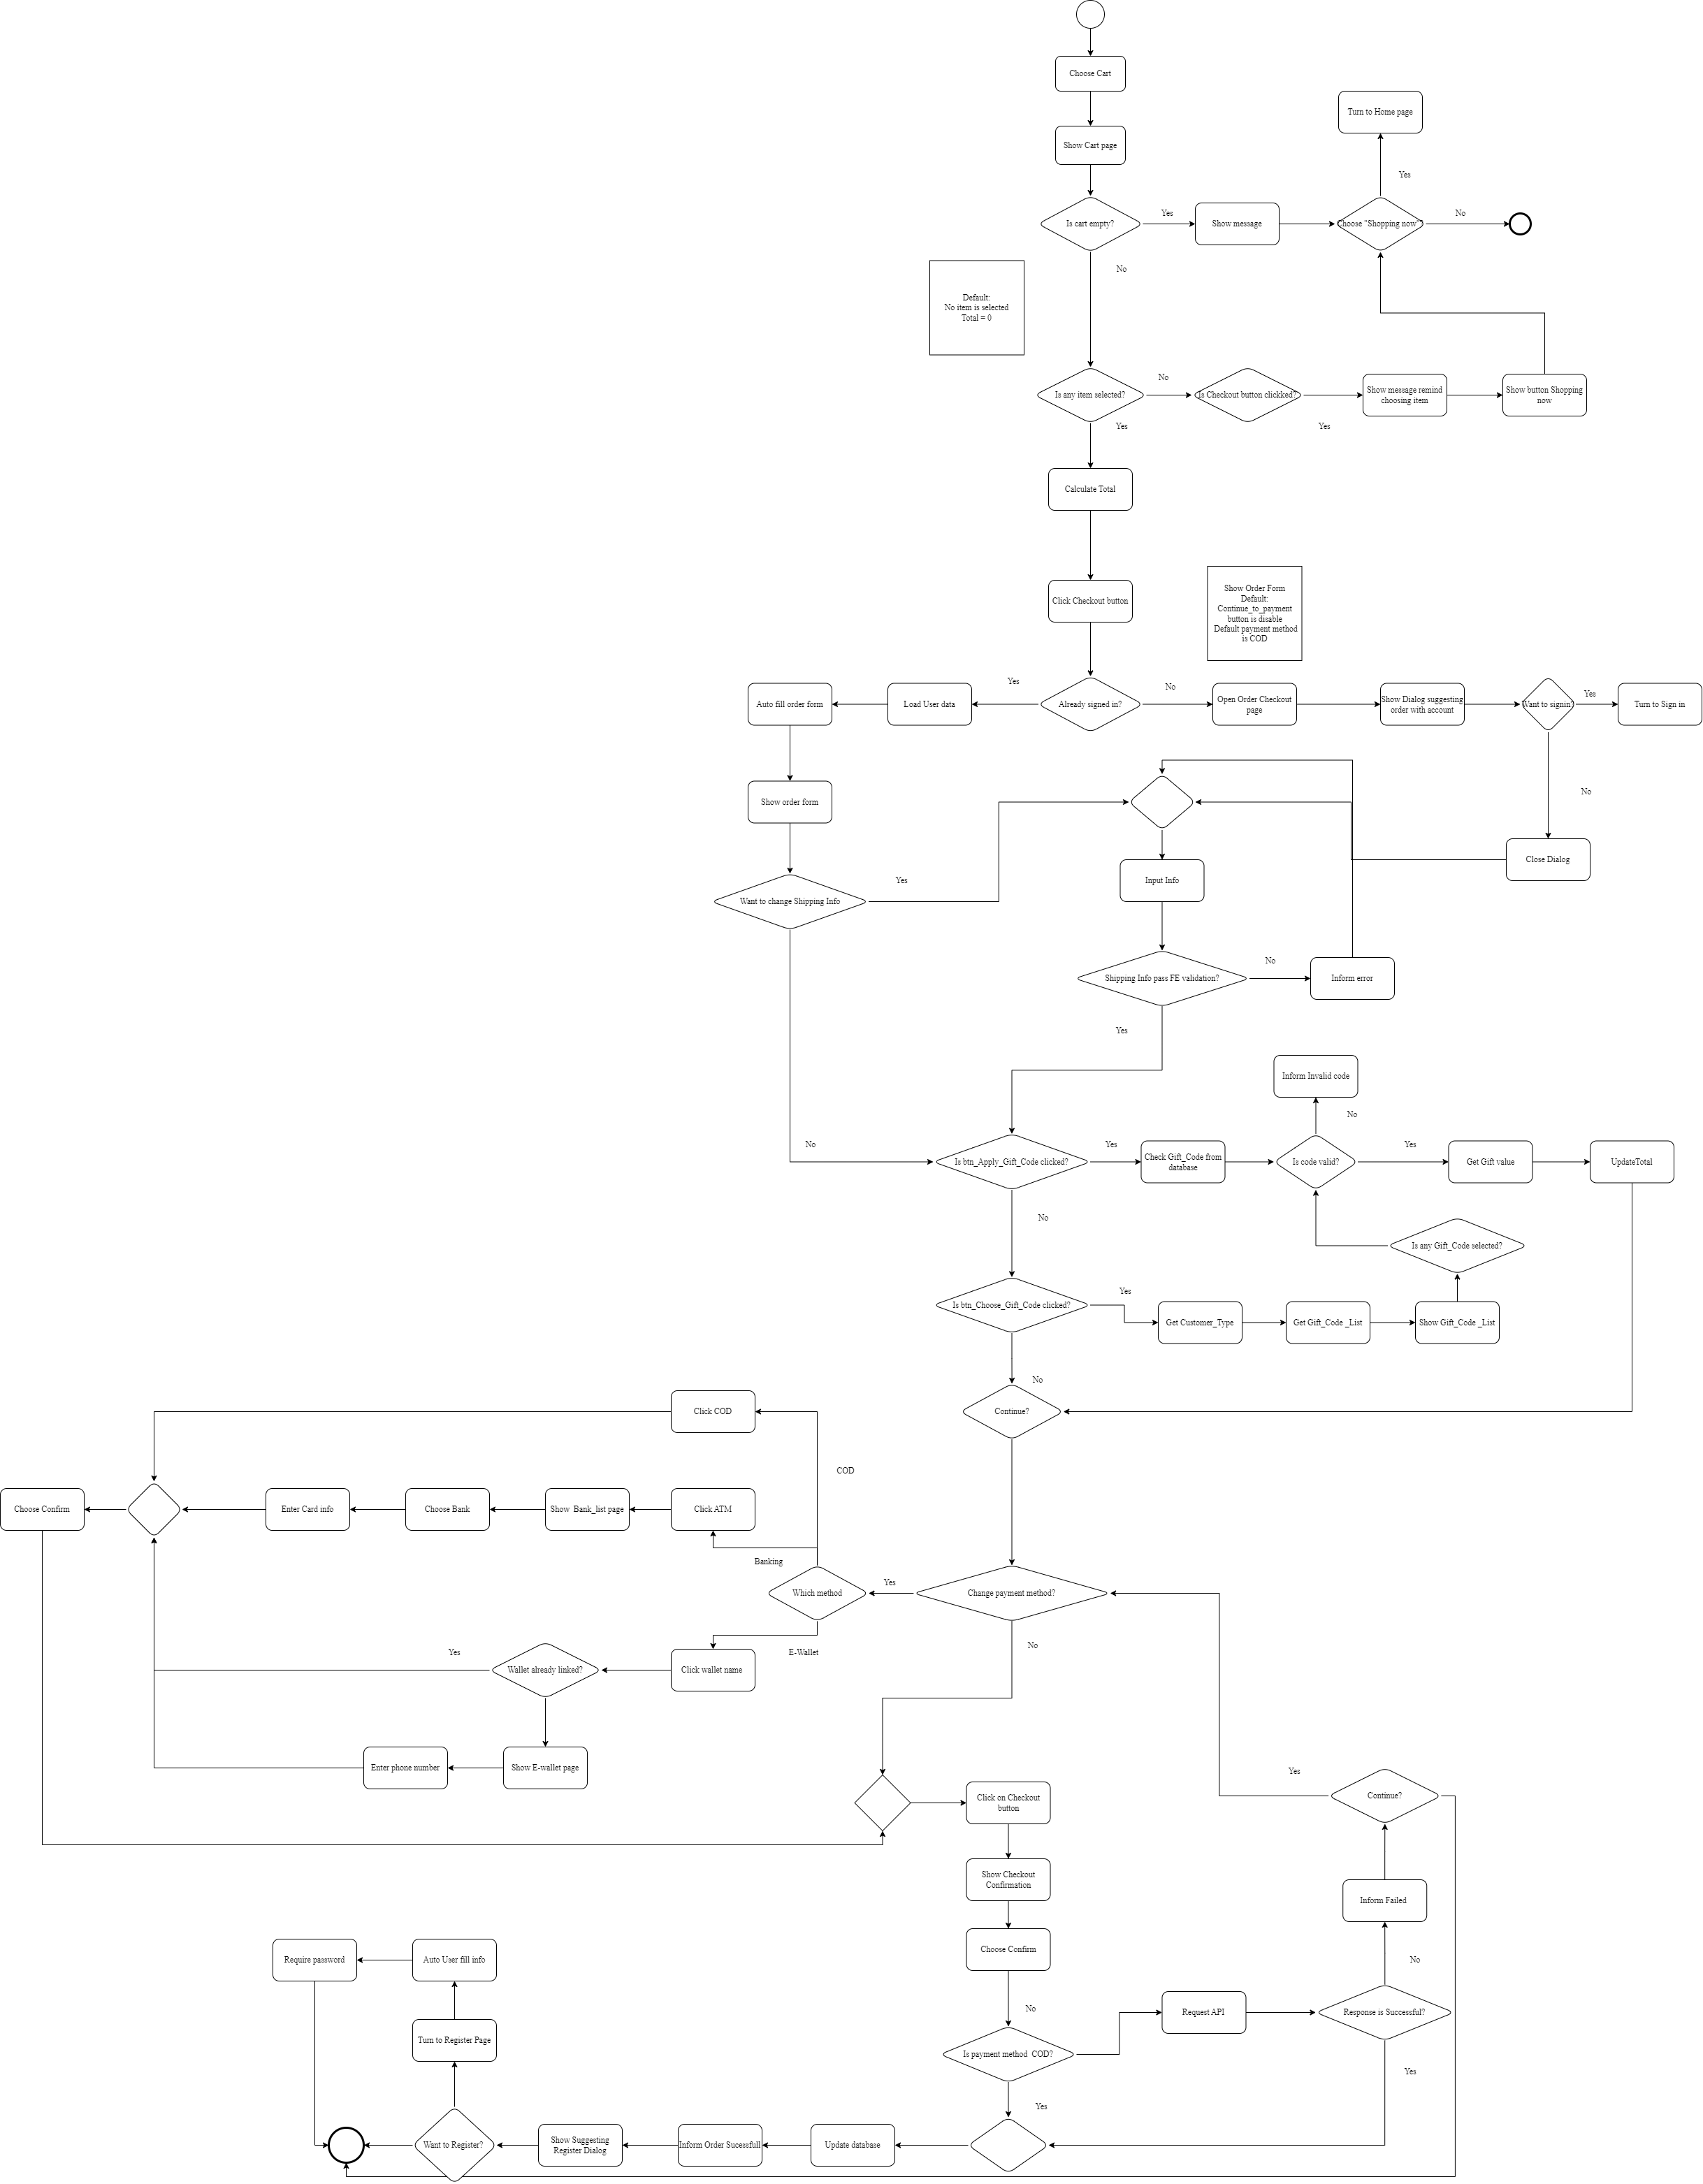 Choose Cart
Turn to Home page
Show Cart page
Yes
Is cart empty?
Yes
Show message
Choose "Shopping now"?
No
No
Default:
No item is selected
Total = 0
Is any item selected?
No
Is Checkout button clickked?
Show message remind
choosing item
Show button Shopping
now
Yes
Yes
Calculate Total
Click Checkout button
Show Order Form
Default:
Continue_to_payment
button is disable
Default payment method
is COD
Auto fill order form
Load User data
Yes
Already signed in?
No
Open Order Checkout
page
Show Dialog suggesting
order with account
Want to signin?
Yes
Turn to Sign in
No
Show order form
Close Dialog
Yes
Input Info
Want to change Shipping Info
Shipping Info pass FE validation?
No
Inform error
Yes
Inform Invalid code
No
No
Is btn_Apply_Gift_Code clicked?
Yes
Check Gift_Code from
database
Is code valid?
Yes
Get Gift value
UpdateTotal
No
Is any Gift_Code selected?
Is btn_Choose_Gift_Code clicked?
Yes
Get Customer_Type
Get Gift_Code _List
Show Gift_Code _List
No
Click COD
Continue?
COD
Choose Confirm
Enter Card info
Choose Bank
Show  Bank_list page
Click ATM
Banking
Which method
Yes
Change payment method?
No
E-Wallet
Yes
Wallet already linked?
Click wallet name
Enter phone number
Show E-wallet page
Yes
Continue?
Click on Checkout
button
Show Checkout
Confirmation
Inform Failed
Choose Confirm
Require password
Auto User fill info
No
No
Request API
Response is Successful?
Turn to Register Page
Is payment method  COD?
Yes
Yes
Want to Register?
Show Suggesting
Register Dialog
Inform Order Sucessfull
Update database